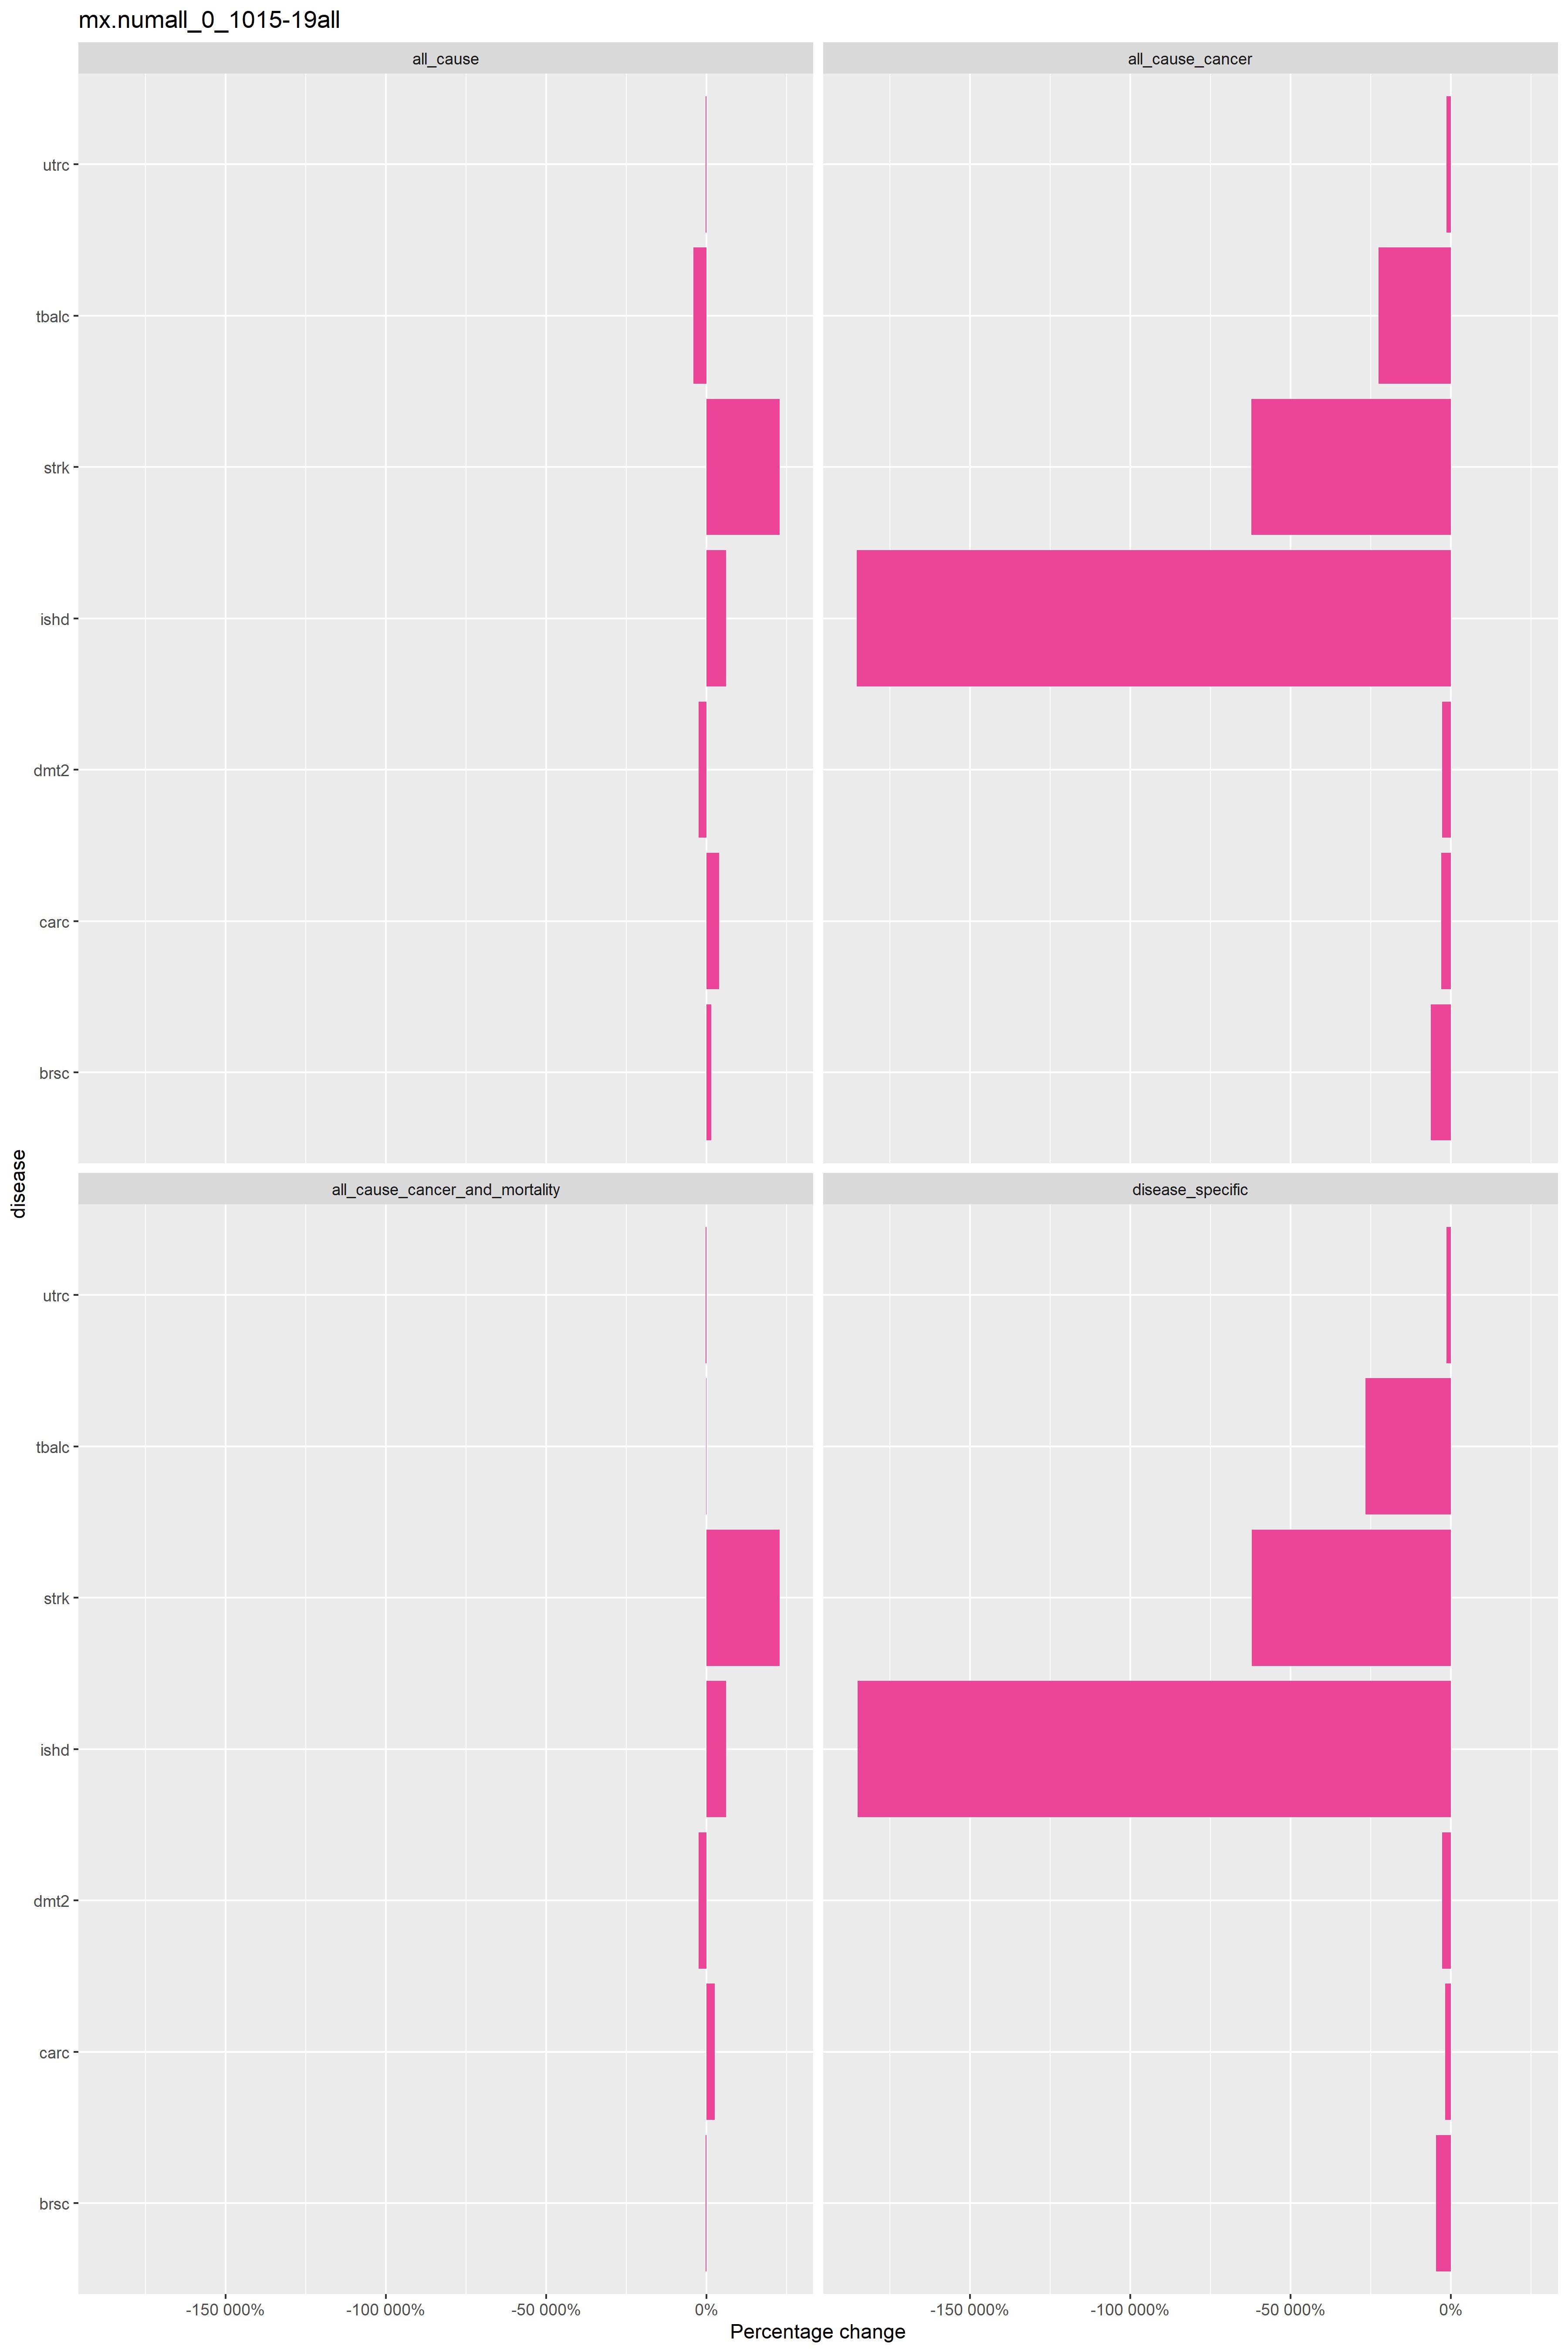 mx.numall_0_1015-19all
all_cause
all_cause_cancer
utrc
tbalc
strk
ishd
dmt2
carc
brsc
disease
all_cause_cancer_and_mortality
disease_specific
utrc
tbalc
strk
ishd
dmt2
carc
brsc
-150 000% -100 000% -50 000% 0%
-150 000% -100 000% -50 000% 0%
Percentage change